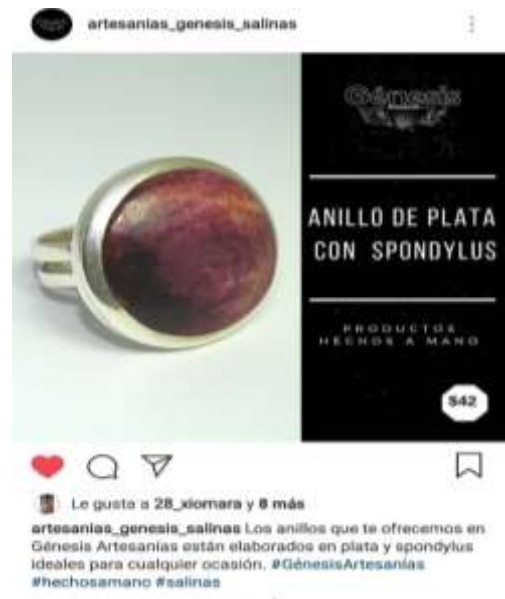 artesanias_genesis_salinas
Génesis
ANILLO DE PLATA
CON SPONDYLUS
PRODUCTOS
HECHOS A MANO
$42
Le gusta a 28_xiomara y 8 más
artesanias_genesis_salinas Los anillos que te ofrecemos en
Génesis Artesanías están elaborados en plata y spondylus
ideales para cualquier ocasión. #GénesisArtesanías
#hechosamano #salinas